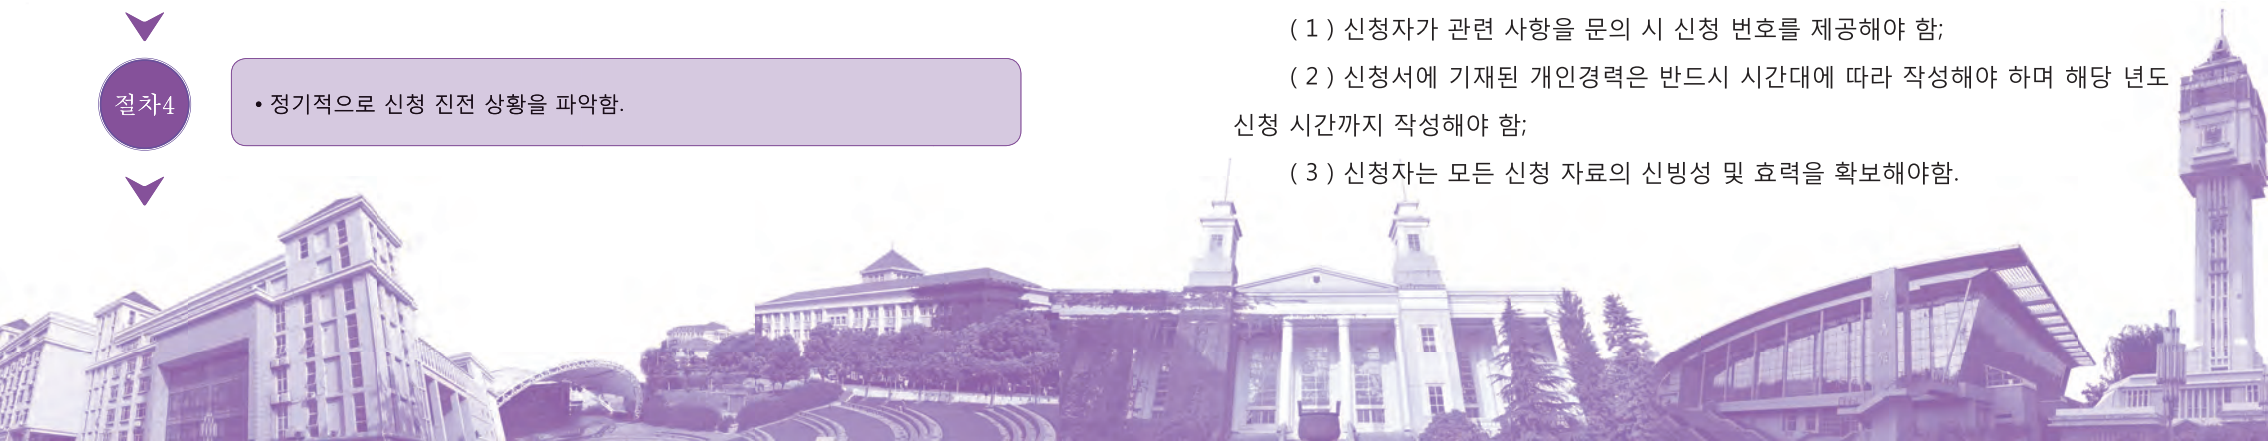 절차4
• 정기적으로 신청 진전 상황을 파악함.
( 1 ) 신청자가 관련 사항을 문의 시 신청 번호를 제공해야 함;
( 2 ) 신청서에 기재된 개인경력은 반드시 시간대에 따라 작성해야 하며 해당 년도
신청 시간까지 작성해야 함;
( 3 ) 신청자는 모든 신청 자료의 신빙성 및 효력을 확보해야함.